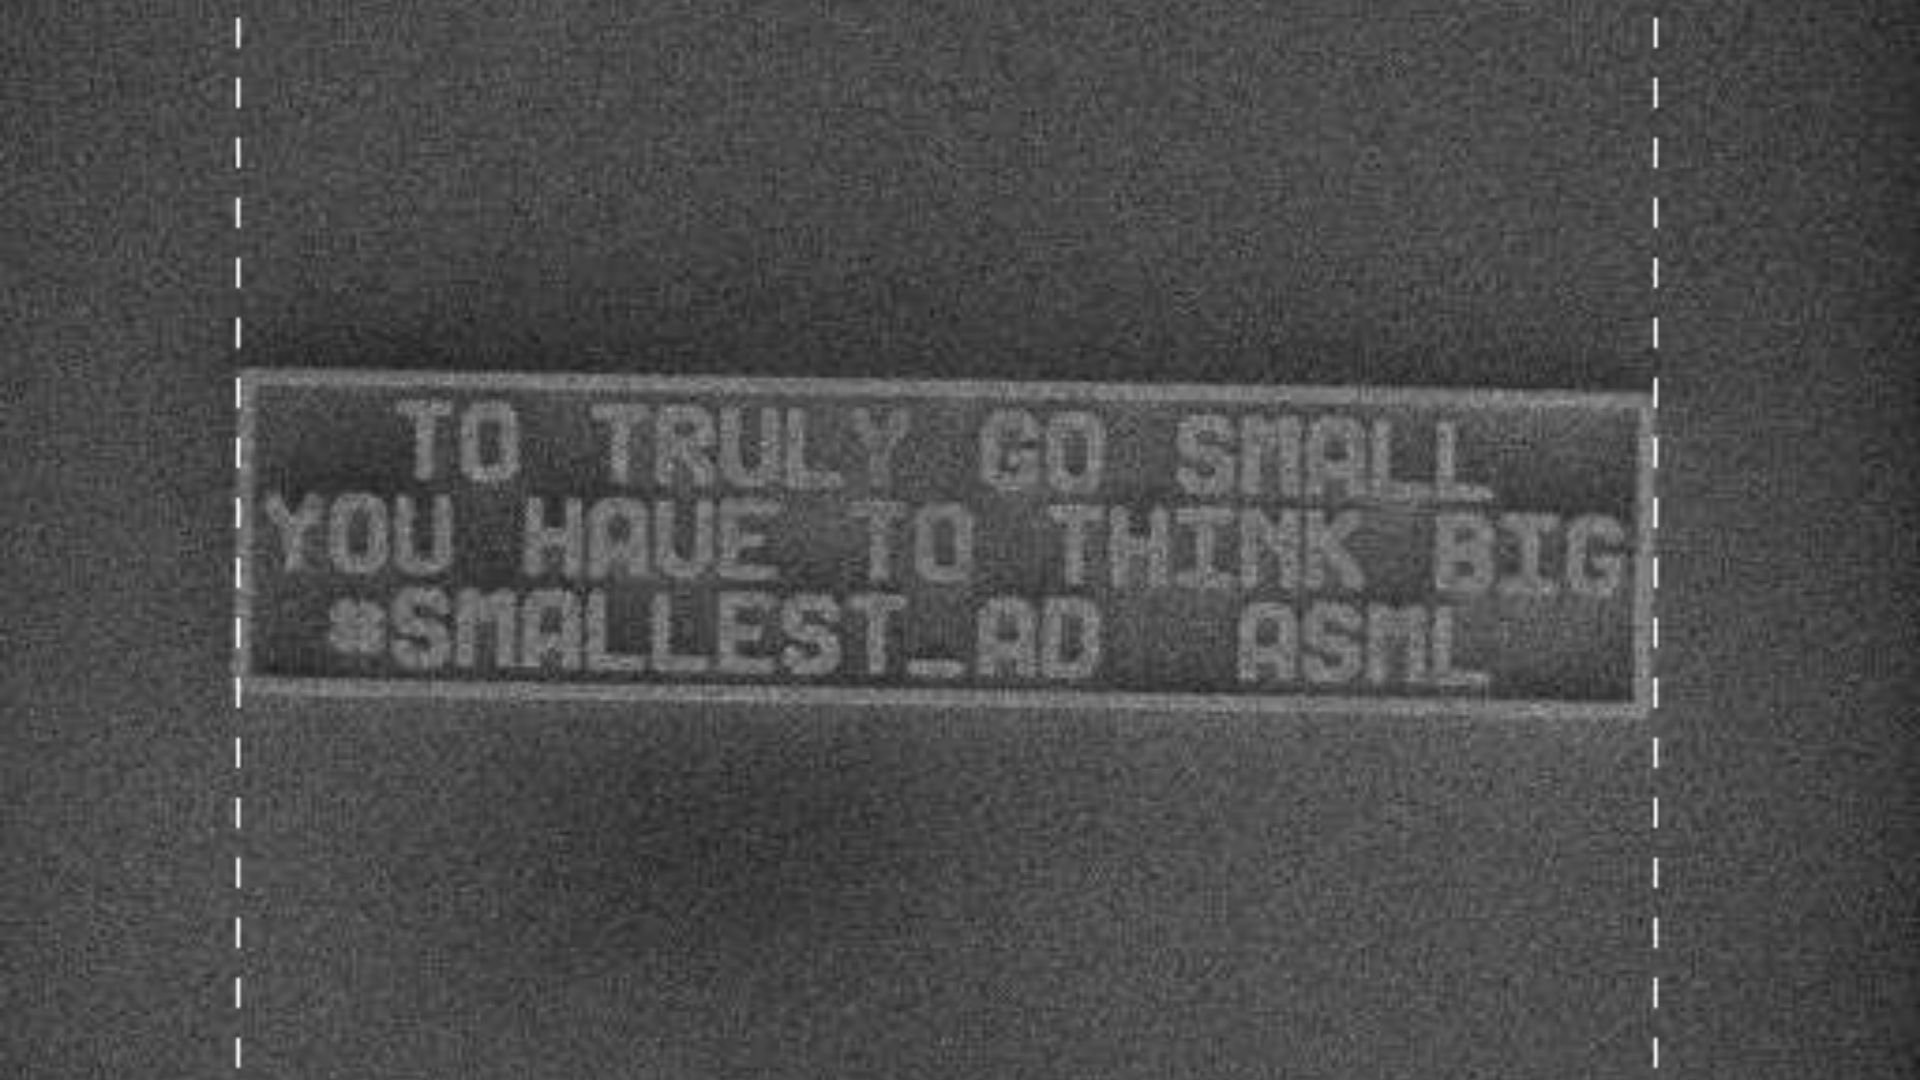 TO TRULY GO SMALL
YOU HAVE TO THINK BIG
#SMALLEST_AD ASML